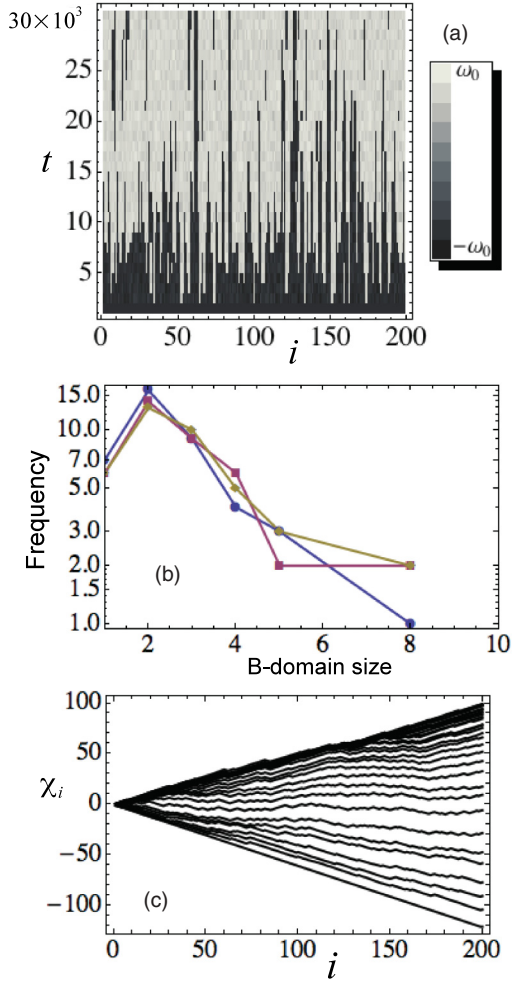 30×10³
(a)
ω₀
25
20
t
15
10
−ω₀
5
0 50 100 150 200
i
15.0
10.0
7.0
5.0
Frequency
3.0
2.0
(b)
1.5
1.0
2 4 6 8 10
B-domain size
100
50
χᵢ
0
−50
(c)
−100
0 50 100 150 200
i